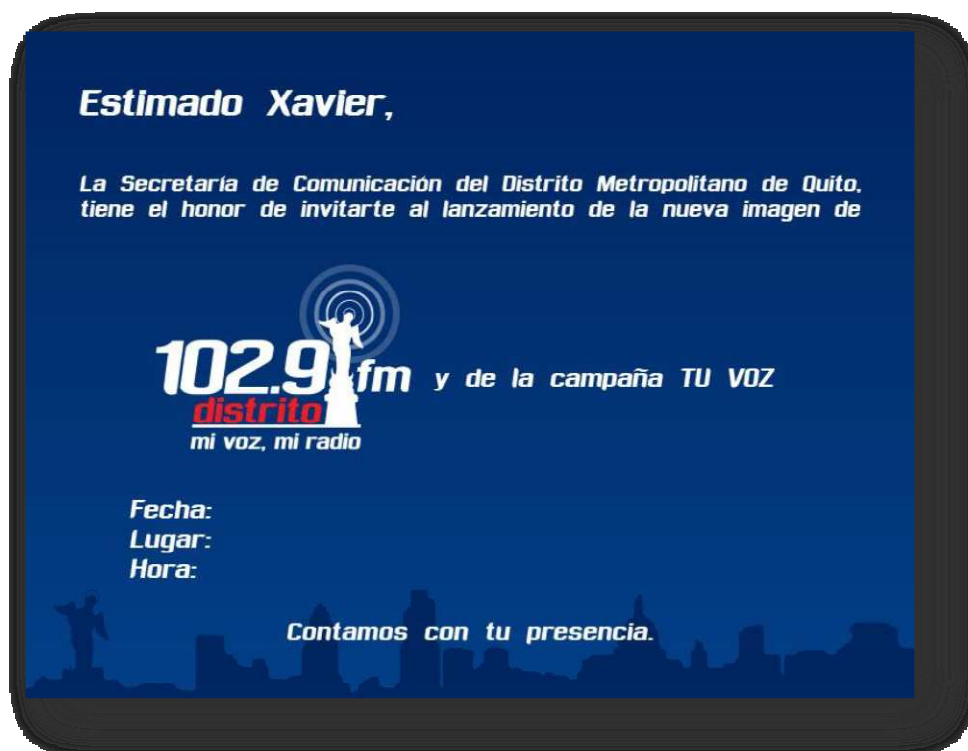 Estimado Xavier,
La Secretaría de Comunicación del Distrito Metropolitano de Quito,
tiene el honor de invitarte al lanzamiento de la nueva imagen de
102.9 fm y de la campaña TU VOZ
distrito
mi voz, mi radio
Fecha:
Lugar:
Hora:
Contamos con tu presencia.